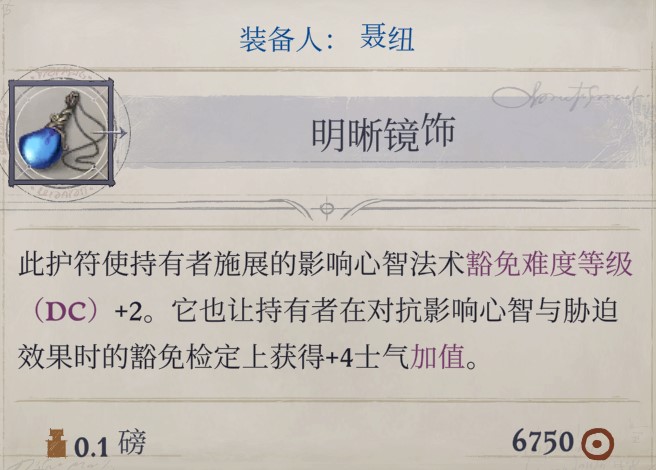 装备人： 聂纽
明晰镜饰
此护符使持有者施展的影响心智法术豁免难度等级
（DC）+2。它也让持有者在对抗影响心智与胁迫
效果时的豁免检定上获得+4士气加值。
0.1 磅
6750